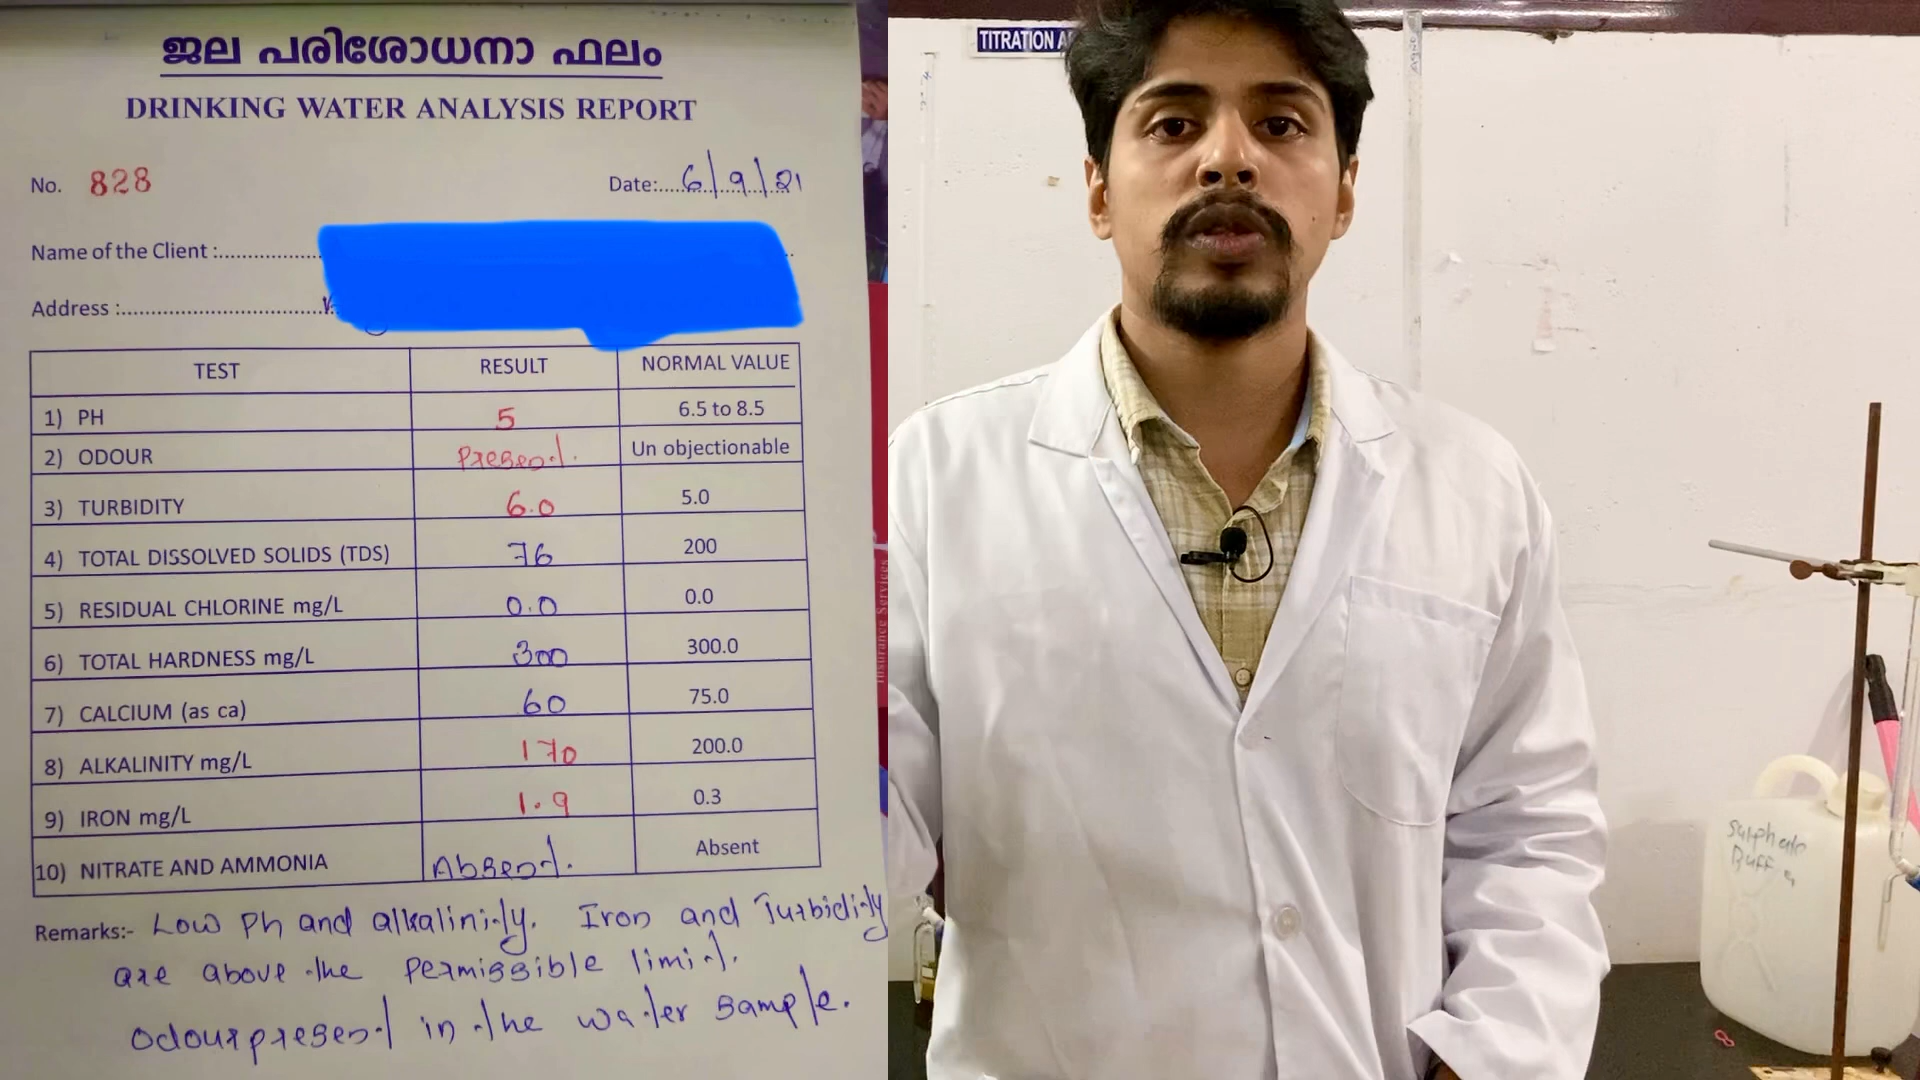 ജല പരിശോധനാ ഫലം
DRINKING WATER ANALYSIS REPORT
No. 828 Date:....6/9/21
Name of the Client :
Address :
TEST RESULT NORMAL VALUE
1) PH 5 6.5 to 8.5
2) ODOUR Present. Un objectionable
3) TURBIDITY 6.0 5.0
4) TOTAL DISSOLVED SOLIDS (TDS) 76 200
5) RESIDUAL CHLORINE mg/L 0.0 0.0
6) TOTAL HARDNESS mg/L 300 300.0
7) CALCIUM (as ca) 60 75.0
8) ALKALINITY mg/L 170 200.0
9) IRON mg/L 1.9 0.3
10) NITRATE AND AMMONIA Absent. Absent
Remarks:- Low Ph and alkalinity. Iron and Turbidity
are above the Permissible limit.
Odour present in the water sample.
Insurance Services
TITRATION
Sulphate
Buffer